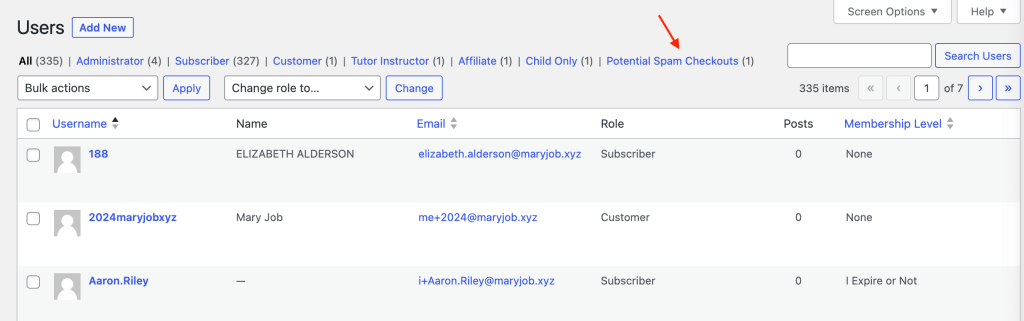 Screen Options ▼ Help ▼
Users Add New
All (335) | Administrator (4) | Subscriber (327) | Customer (1) | Tutor Instructor (1) | Affiliate (1) | Child Only (1) | Potential Spam Checkouts (1)
Search Users
Bulk actions Apply Change role to... Change 335 items « ‹ 1 of 7 › »
Username Name Email Role Posts Membership Level
188 ELIZABETH ALDERSON elizabeth.alderson@maryjob.xyz Subscriber 0 None
2024maryjobxyz Mary Job me+2024@maryjob.xyz Customer 0 None
Aaron.Riley — i+Aaron.Riley@maryjob.xyz Subscriber 0 I Expire or Not